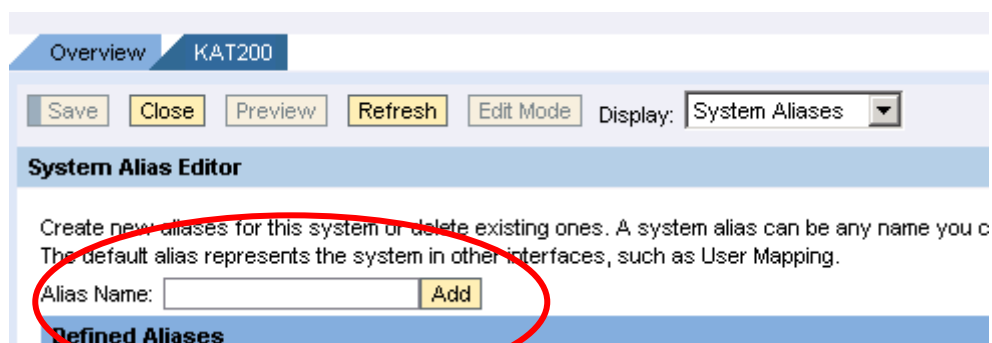 Overview KAT200
Save Close Preview Refresh Edit Mode Display: System Aliases
System Alias Editor
Create new aliases for this system or delete existing ones. A system alias can be any name you c
The default alias represents the system in other interfaces, such as User Mapping.
Alias Name: Add
Defined Aliases